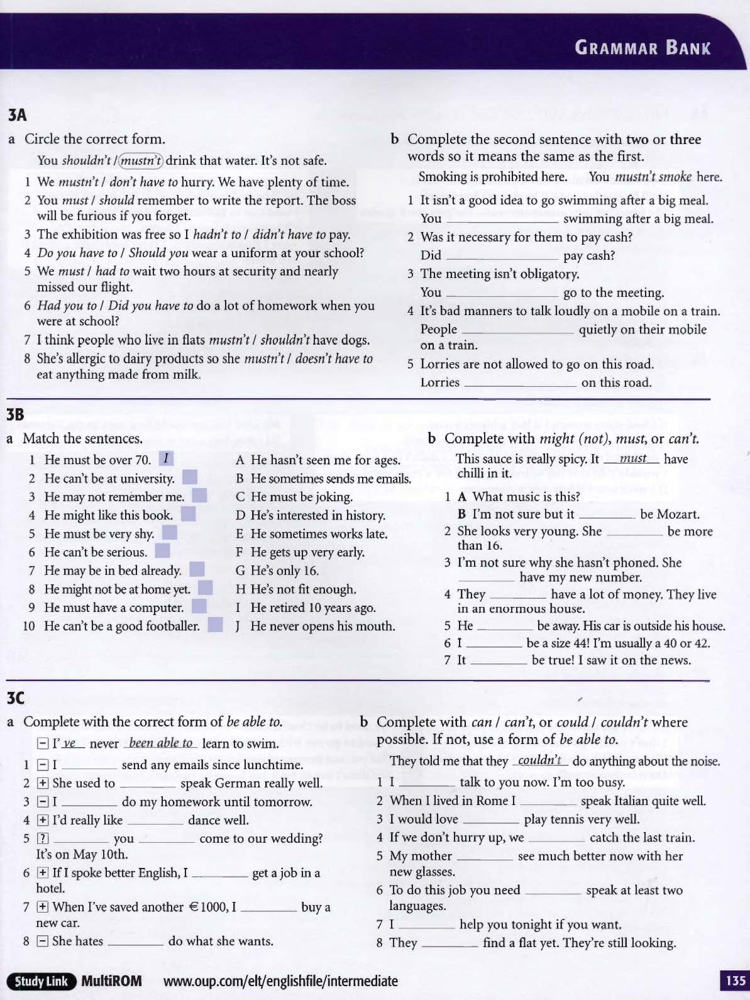 GRAMMAR BANK
3A
a Circle the correct form.
You shouldn't / mustn't drink that water. It's not safe.
1 We mustn't / don't have to hurry. We have plenty of time.
2 You must / should remember to write the report. The boss
will be furious if you forget.
3 The exhibition was free so I hadn't to / didn't have to pay.
4 Do you have to / Should you wear a uniform at your school?
5 We must / had to wait two hours at security and nearly
missed our flight.
6 Had you to / Did you have to do a lot of homework when you
were at school?
7 I think people who live in flats mustn't / shouldn't have dogs.
8 She's allergic to dairy products so she mustn't / doesn't have to
eat anything made from milk.
b Complete the second sentence with two or three
words so it means the same as the first.
Smoking is prohibited here. You mustn't smoke here.
1 It isn't a good idea to go swimming after a big meal.
You ________ swimming after a big meal.
2 Was it necessary for them to pay cash?
Did ________ pay cash?
3 The meeting isn't obligatory.
You ________ go to the meeting.
4 It's bad manners to talk loudly on a mobile on a train.
People ________ quietly on their mobile
on a train.
5 Lorries are not allowed to go on this road.
Lorries ________ on this road.
3B
a Match the sentences.
1 He must be over 70. I
2 He can't be at university.
3 He may not remember me.
4 He might like this book.
5 He must be very shy.
6 He can't be serious.
7 He may be in bed already.
8 He might not be at home yet.
9 He must have a computer.
10 He can't be a good footballer.
A He hasn't seen me for ages.
B He sometimes sends me emails.
C He must be joking.
D He's interested in history.
E He sometimes works late.
F He gets up very early.
G He's only 16.
H He's not fit enough.
I He retired 10 years ago.
J He never opens his mouth.
b Complete with might (not), must, or can't.
This sauce is really spicy. It must have
chilli in it.
1 A What music is this?
B I'm not sure but it ________ be Mozart.
2 She looks very young. She ________ be more
than 16.
3 I'm not sure why she hasn't phoned. She
________ have my new number.
4 They ________ have a lot of money. They live
in an enormous house.
5 He ________ be away. His car is outside his house.
6 I ________ be a size 44! I'm usually a 40 or 42.
7 It ________ be true! I saw it on the news.
3C
a Complete with the correct form of be able to.
[-] I've never been able to learn to swim.
1 [-] I ________ send any emails since lunchtime.
2 [+] She used to ________ speak German really well.
3 [-] I ________ do my homework until tomorrow.
4 [+] I'd really like ________ dance well.
5 [?] ________ you ________ come to our wedding?
It's on May 10th.
6 [+] If I spoke better English, I ________ get a job in a
hotel.
7 [+] When I've saved another €1000, I ________ buy a
new car.
8 [-] She hates ________ do what she wants.
b Complete with can / can't, or could / couldn't where
possible. If not, use a form of be able to.
They told me that they couldn't do anything about the noise.
1 I ________ talk to you now. I'm too busy.
2 When I lived in Rome I ________ speak Italian quite well.
3 I would love ________ play tennis very well.
4 If we don't hurry up, we ________ catch the last train.
5 My mother ________ see much better now with her
new glasses.
6 To do this job you need ________ speak at least two
languages.
7 I ________ help you tonight if you want.
8 They ________ find a flat yet. They're still looking.
Study Link MultiROM www.oup.com/elt/englishfile/intermediate
135